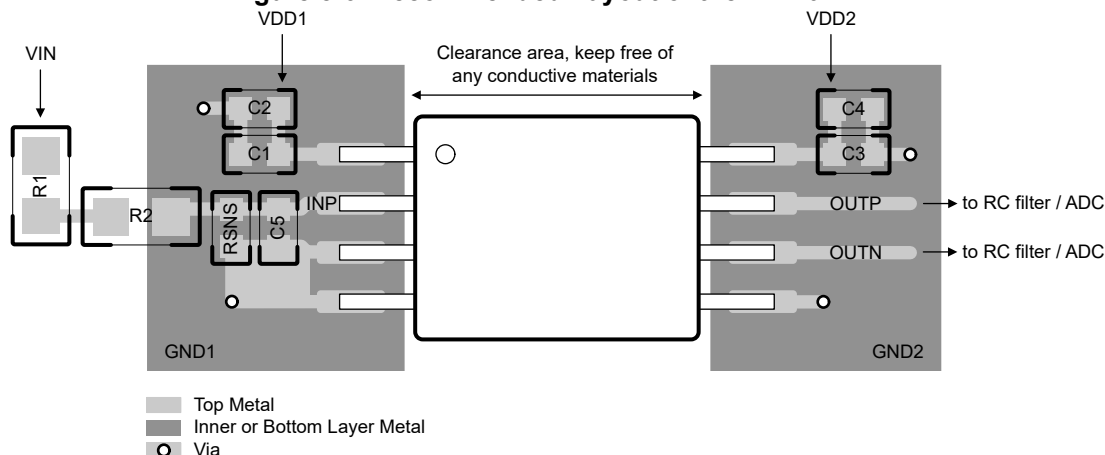 VDD1
VDD2
VIN
Clearance area, keep free of
any conductive materials
C2
C4
C1
C3
R1
R2
RSNS
C5
INP
OUTP
to RC filter / ADC
OUTN
to RC filter / ADC
GND1
GND2
Top Metal
Inner or Bottom Layer Metal
Via